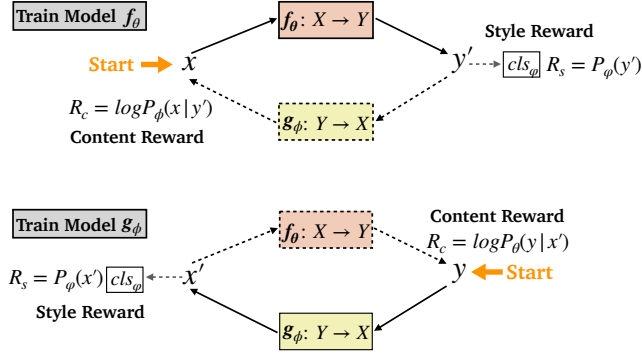 Train Model f_θ
f_θ: X → Y
Style Reward
Start
x
y′
cls_φ
R_s = P_φ(y′)
R_c = logP_ϕ(x|y′)
Content Reward
g_ϕ: Y → X
Train Model g_ϕ
f_θ: X → Y
Content Reward
R_c = logP_θ(y|x′)
R_s = P_φ(x′)
cls_φ
x′
y
Start
Style Reward
g_ϕ: Y → X